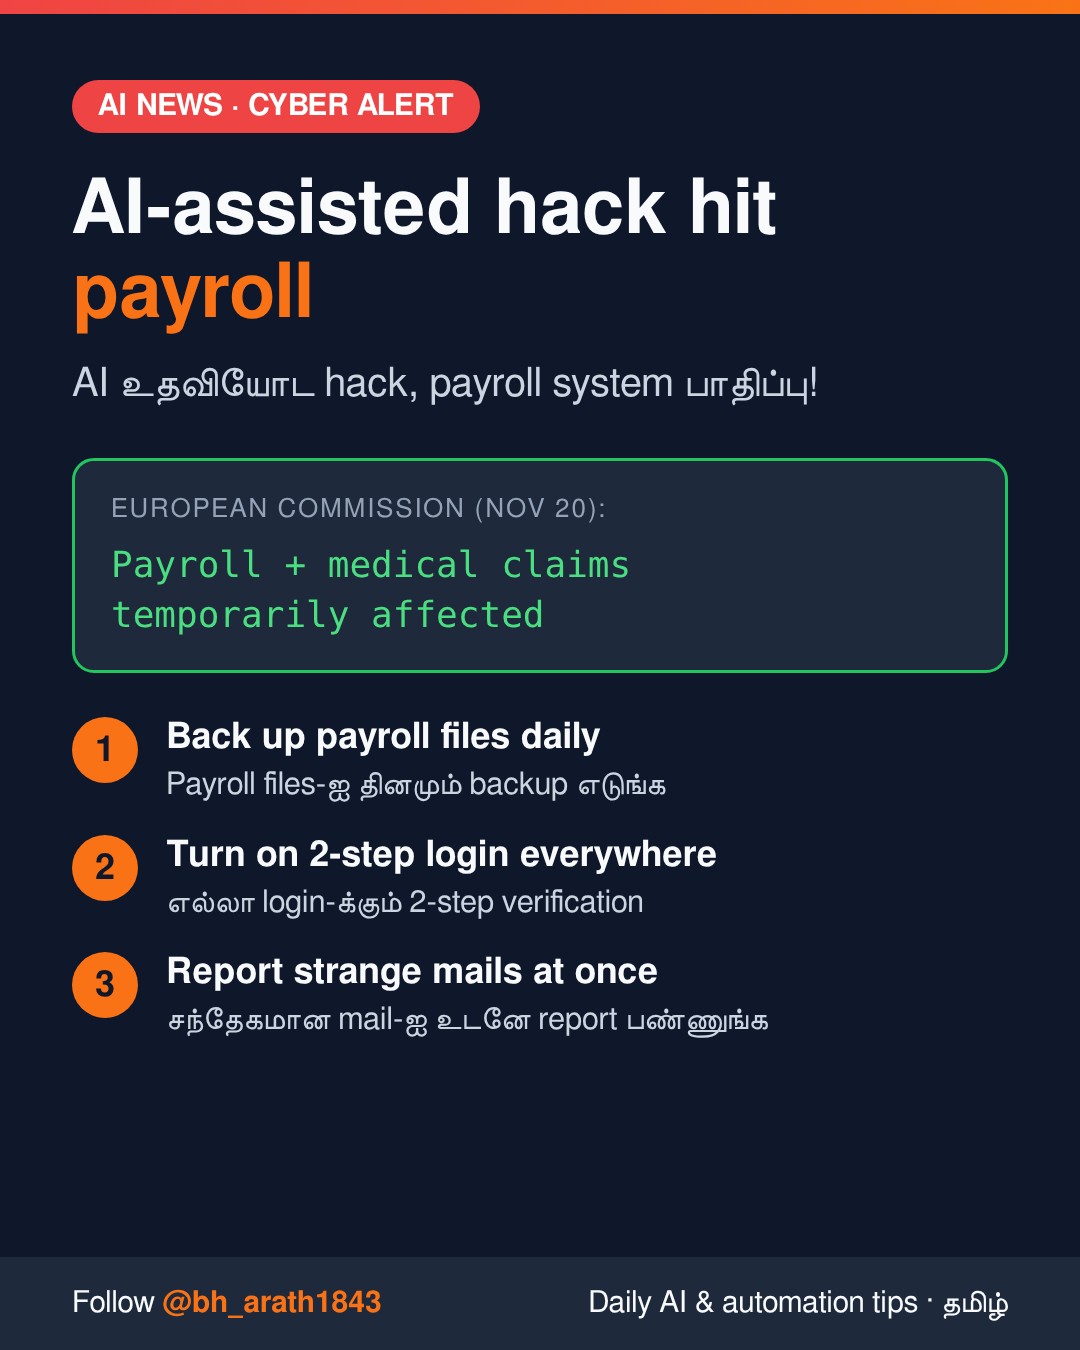 AI NEWS · CYBER ALERT
AI-assisted hack hit
payroll
AI உதவியோட hack, payroll system பாதிப்பு!
EUROPEAN COMMISSION (NOV 20):
Payroll + medical claims
temporarily affected
1
Back up payroll files daily
Payroll files-ஐ தினமும் backup எடுங்க
2
Turn on 2-step login everywhere
எல்லா login-க்கும் 2-step verification
3
Report strange mails at once
சந்தேகமான mail-ஐ உடனே report பண்ணுங்க
Follow @bh_arath1843
Daily AI & automation tips · தமிழ்